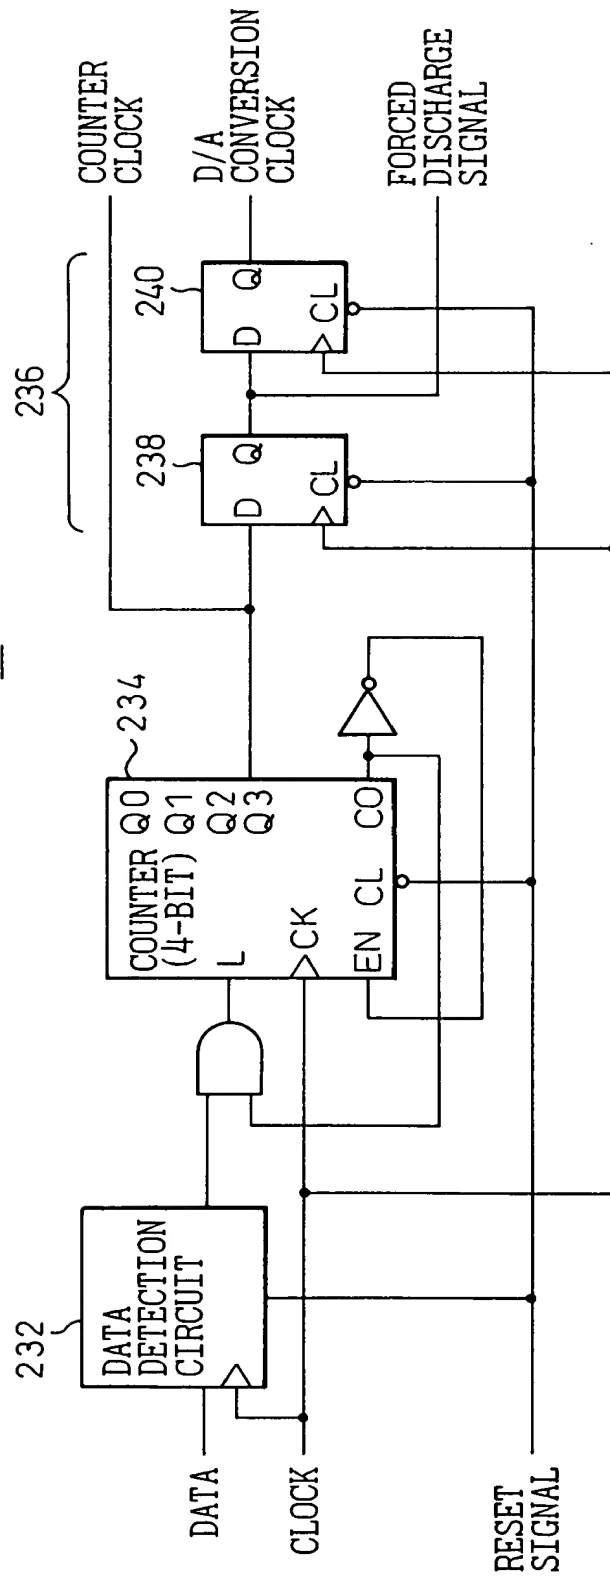 236
COUNTER
CLOCK
D/A
CONVERSION
CLOCK
FORCED
DISCHARGE
SIGNAL
240
D Q
CL
238
D Q
CL
234
COUNTER
(4-BIT)
Q0
Q1
Q2
Q3
L
CK
EN CL CO
232
DATA
DETECTION
CIRCUIT
DATA
CLOCK
RESET
SIGNAL